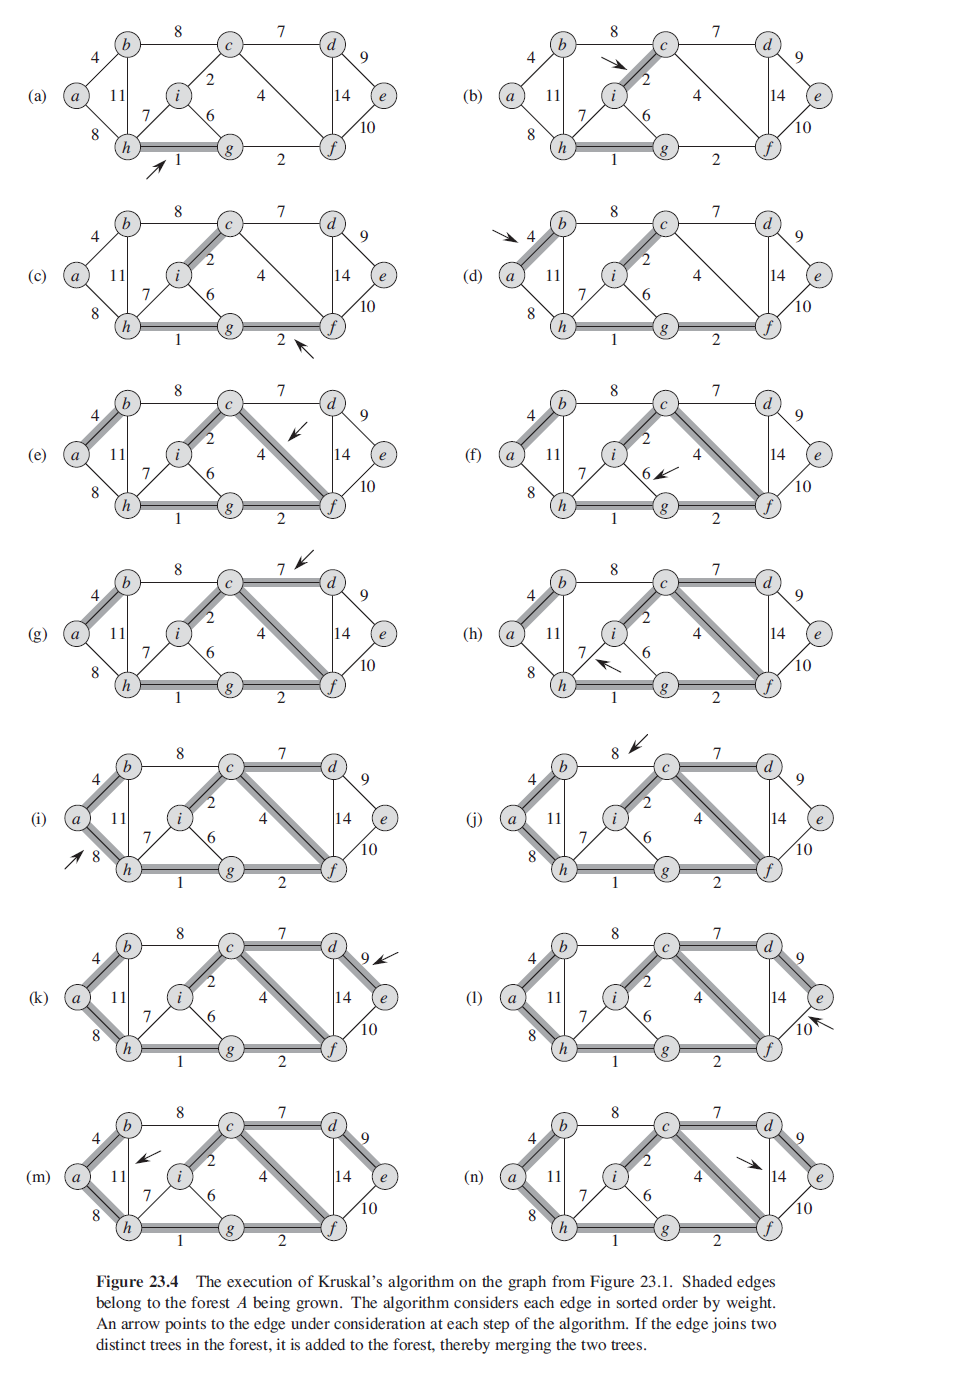 8 7
4 b c d 9
2
(a) a 11 i 4 14 e
7 6
8 h g f 10
1 2
8 7
4 b c d 9
2
(b) a 11 i 4 14 e
7 6
8 h g f 10
1 2
8 7
4 b c d 9
2
(c) a 11 i 4 14 e
7 6
8 h g f 10
1 2
8 7
4 b c d 9
2
(d) a 11 i 4 14 e
7 6
8 h g f 10
1 2
8 7
4 b c d 9
2
(e) a 11 i 4 14 e
7 6
8 h g f 10
1 2
8 7
4 b c d 9
2
(f) a 11 i 4 14 e
7 6
8 h g f 10
1 2
8 7
4 b c d 9
2
(g) a 11 i 4 14 e
7 6
8 h g f 10
1 2
8 7
4 b c d 9
2
(h) a 11 i 4 14 e
7 6
8 h g f 10
1 2
8 7
4 b c d 9
2
(i) a 11 i 4 14 e
7 6
8 h g f 10
1 2
8 7
4 b c d 9
2
(j) a 11 i 4 14 e
7 6
8 h g f 10
1 2
8 7
4 b c d 9
2
(k) a 11 i 4 14 e
7 6
8 h g f 10
1 2
8 7
4 b c d 9
2
(l) a 11 i 4 14 e
7 6
8 h g f 10
1 2
8 7
4 b c d 9
2
(m) a 11 i 4 14 e
7 6
8 h g f 10
1 2
8 7
4 b c d 9
2
(n) a 11 i 4 14 e
7 6
8 h g f 10
1 2
Figure 23.4 The execution of Kruskal's algorithm on the graph from Figure 23.1. Shaded edges
belong to the forest A being grown. The algorithm considers each edge in sorted order by weight.
An arrow points to the edge under consideration at each step of the algorithm. If the edge joins two
distinct trees in the forest, it is added to the forest, thereby merging the two trees.